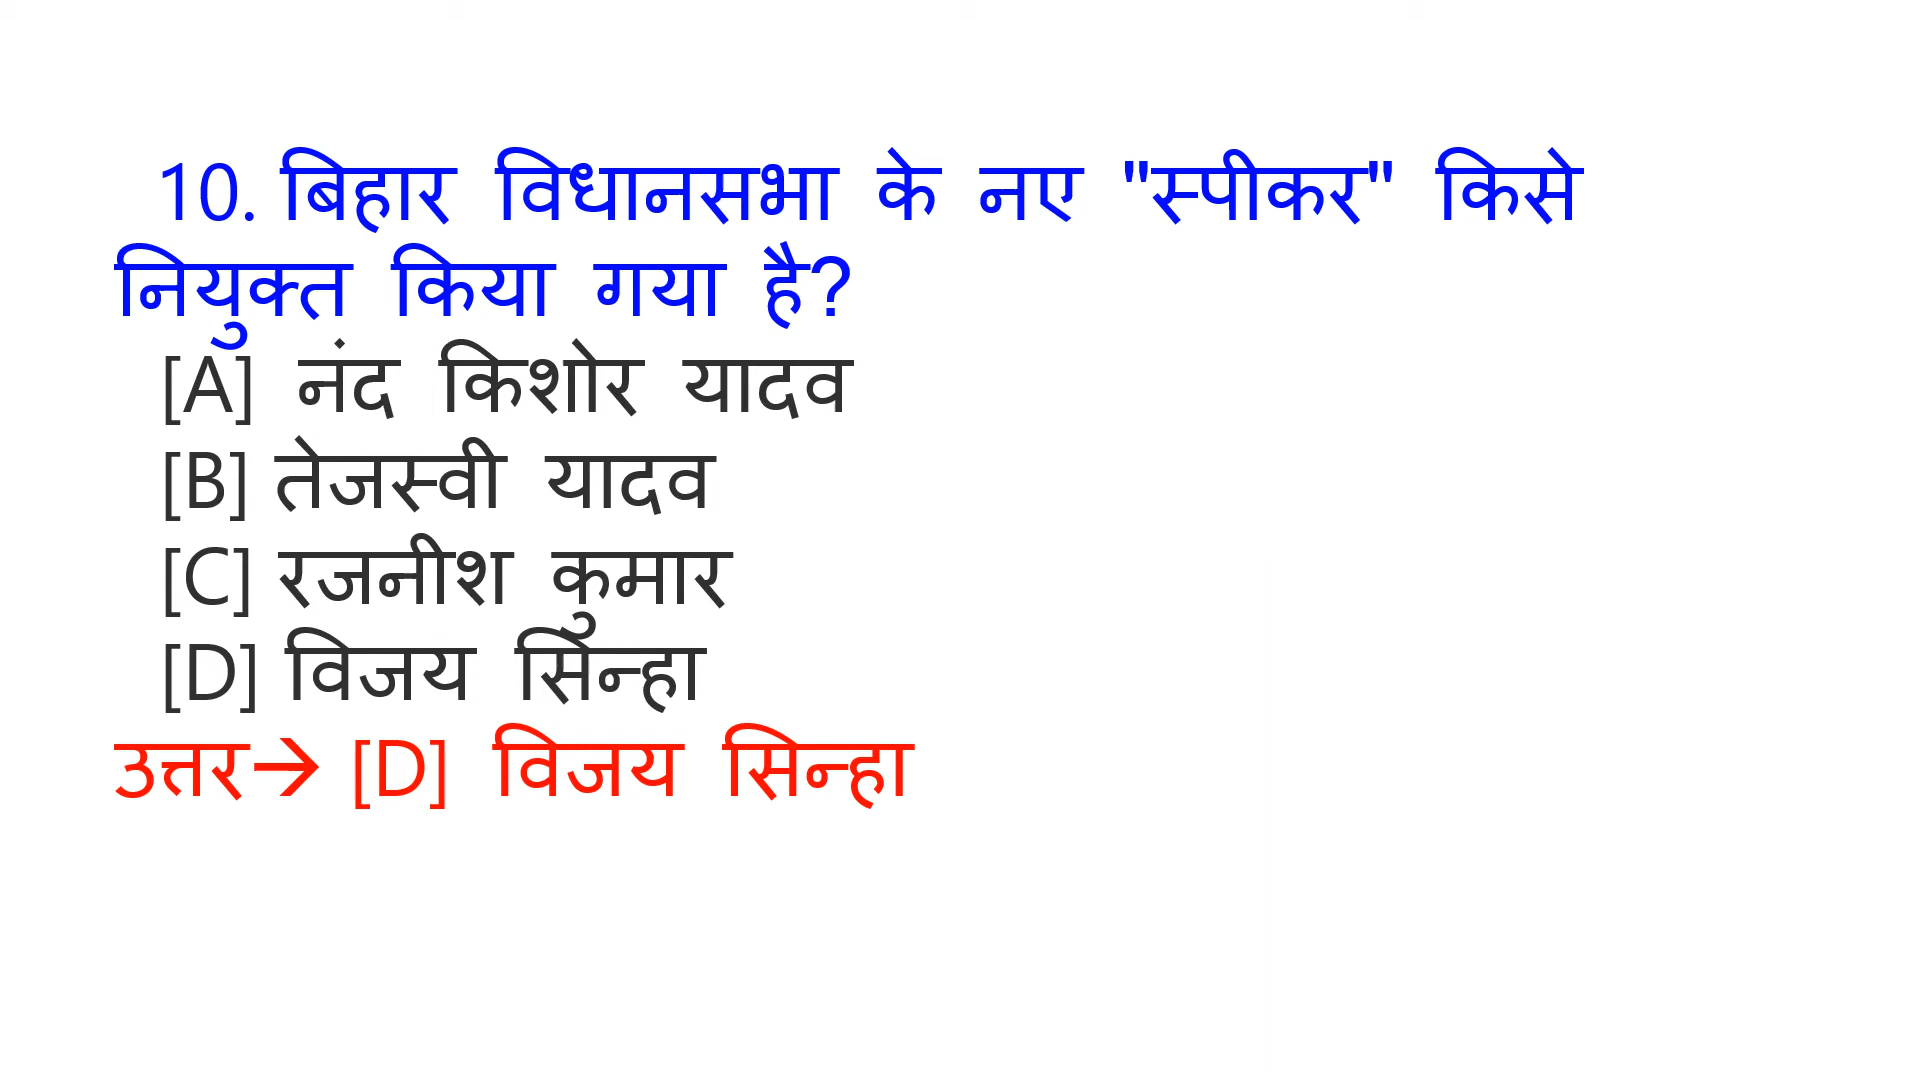 10. बिहार विधानसभा के नए "स्पीकर" किसे
नियुक्त किया गया है?
[A] नंद किशोर यादव
[B] तेजस्वी यादव
[C] रजनीश कुमार
[D] विजय सिन्हा
उत्तर→ [D] विजय सिन्हा